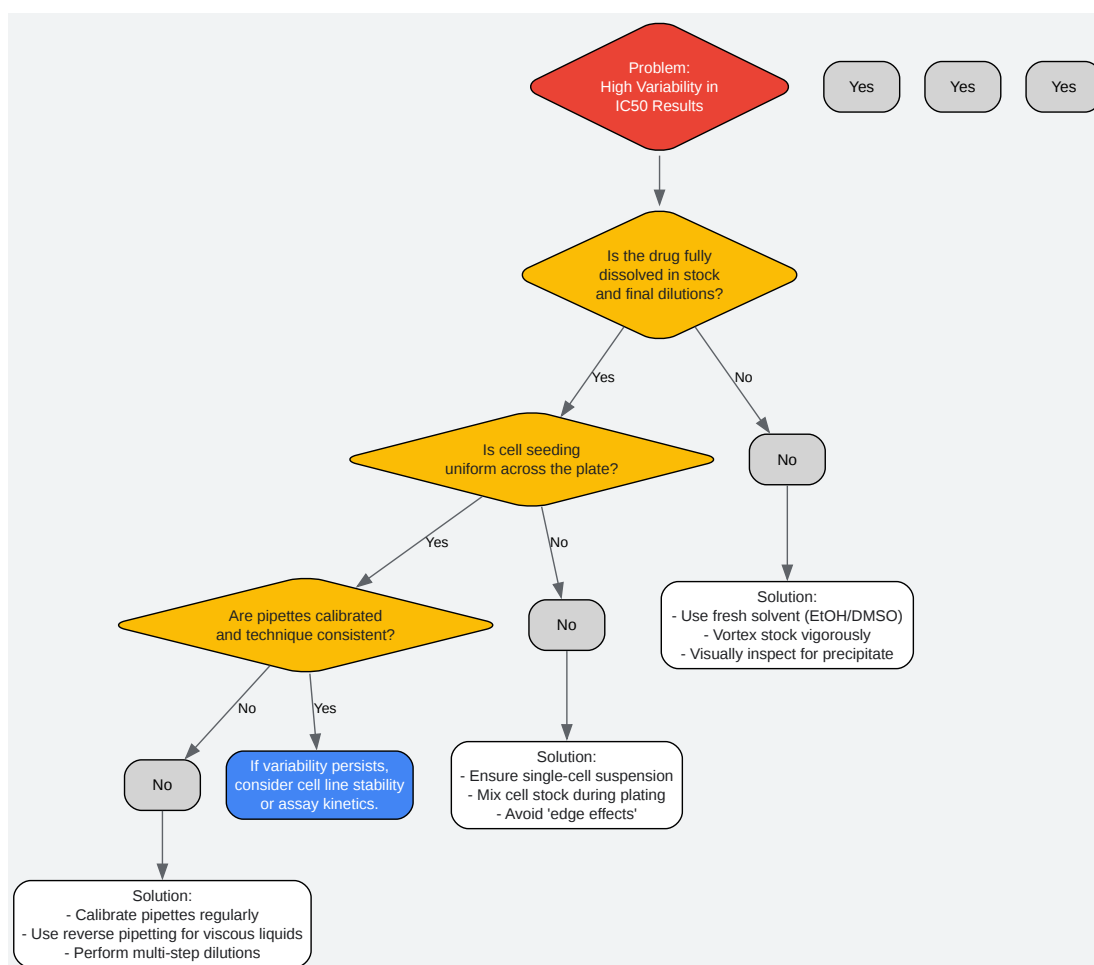 Problem:
High Variability in
IC50 Results
Yes
Yes
Yes
Is the drug fully
dissolved in stock
and final dilutions?
Yes
No
Is cell seeding
uniform across the plate?
No
Yes
No
Are pipettes calibrated
and technique consistent?
No
Solution:
- Use fresh solvent (EtOH/DMSO)
- Vortex stock vigorously
- Visually inspect for precipitate
No
Yes
No
If variability persists,
consider cell line stability
or assay kinetics.
Solution:
- Ensure single-cell suspension
- Mix cell stock during plating
- Avoid 'edge effects'
Solution:
- Calibrate pipettes regularly
- Use reverse pipetting for viscous liquids
- Perform multi-step dilutions